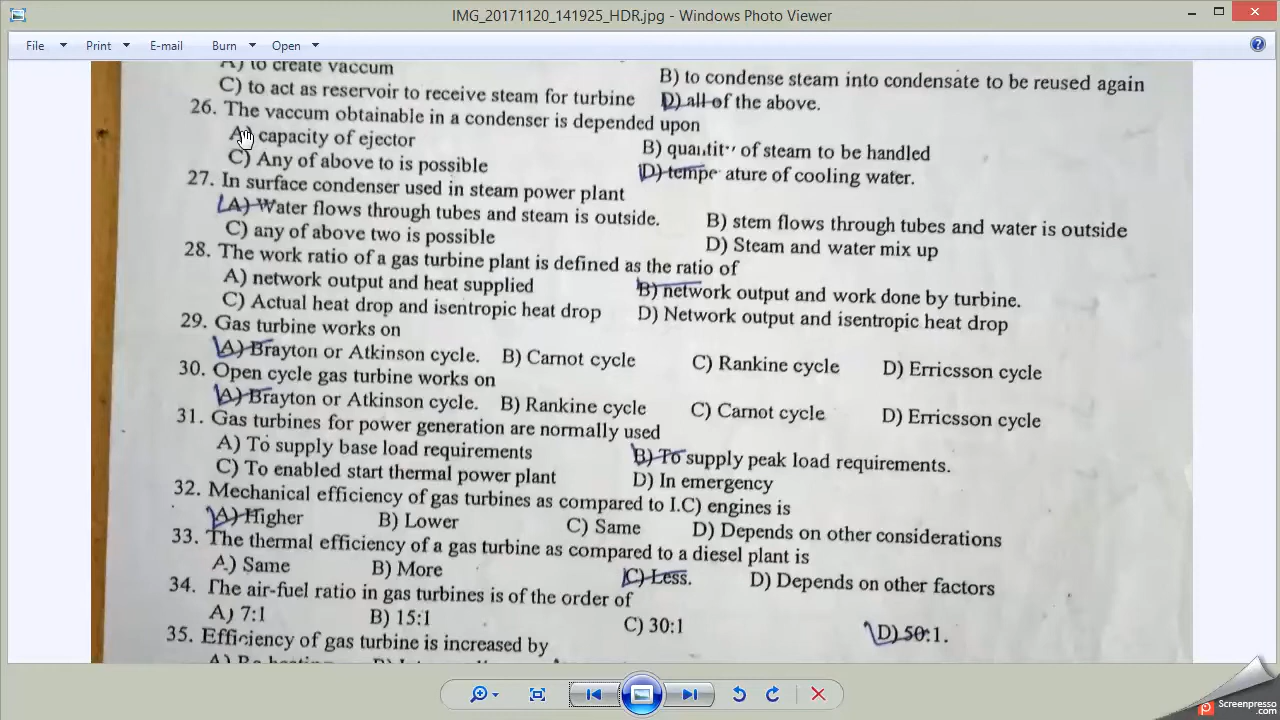 IMG_20171120_141925_HDR.jpg - Windows Photo Viewer
File Print E-mail Burn Open
A) to create vaccum B) to condense steam into condensate to be reused again
C) to act as reservoir to receive steam for turbine D) all of the above.
26. The vaccum obtainable in a condenser is depended upon
A) capacity of ejector B) quantity of steam to be handled
C) Any of above to is possible D) tempe ature of cooling water.
27. In surface condenser used in steam power plant
A) Water flows through tubes and steam is outside. B) stem flows through tubes and water is outside
C) any of above two is possible D) Steam and water mix up
28. The work ratio of a gas turbine plant is defined as the ratio of
A) network output and heat supplied B) network output and work done by turbine.
C) Actual heat drop and isentropic heat drop D) Network output and isentropic heat drop
29. Gas turbine works on
A) Brayton or Atkinson cycle. B) Carnot cycle C) Rankine cycle D) Erricsson cycle
30. Open cycle gas turbine works on
A) Brayton or Atkinson cycle. B) Rankine cycle C) Carnot cycle D) Erricsson cycle
31. Gas turbines for power generation are normally used
A) To supply base load requirements B) To supply peak load requirements.
C) To enabled start thermal power plant D) In emergency
32. Mechanical efficiency of gas turbines as compared to I.C) engines is
A) Higher B) Lower C) Same D) Depends on other considerations
33. The thermal efficiency of a gas turbine as compared to a diesel plant is
A) Same B) More C) Less. D) Depends on other factors
34. The air-fuel ratio in gas turbines is of the order of
A) 7:1 B) 15:1 C) 30:1 D) 50:1.
35. Efficiency of gas turbine is increased by
Screenpresso
.com